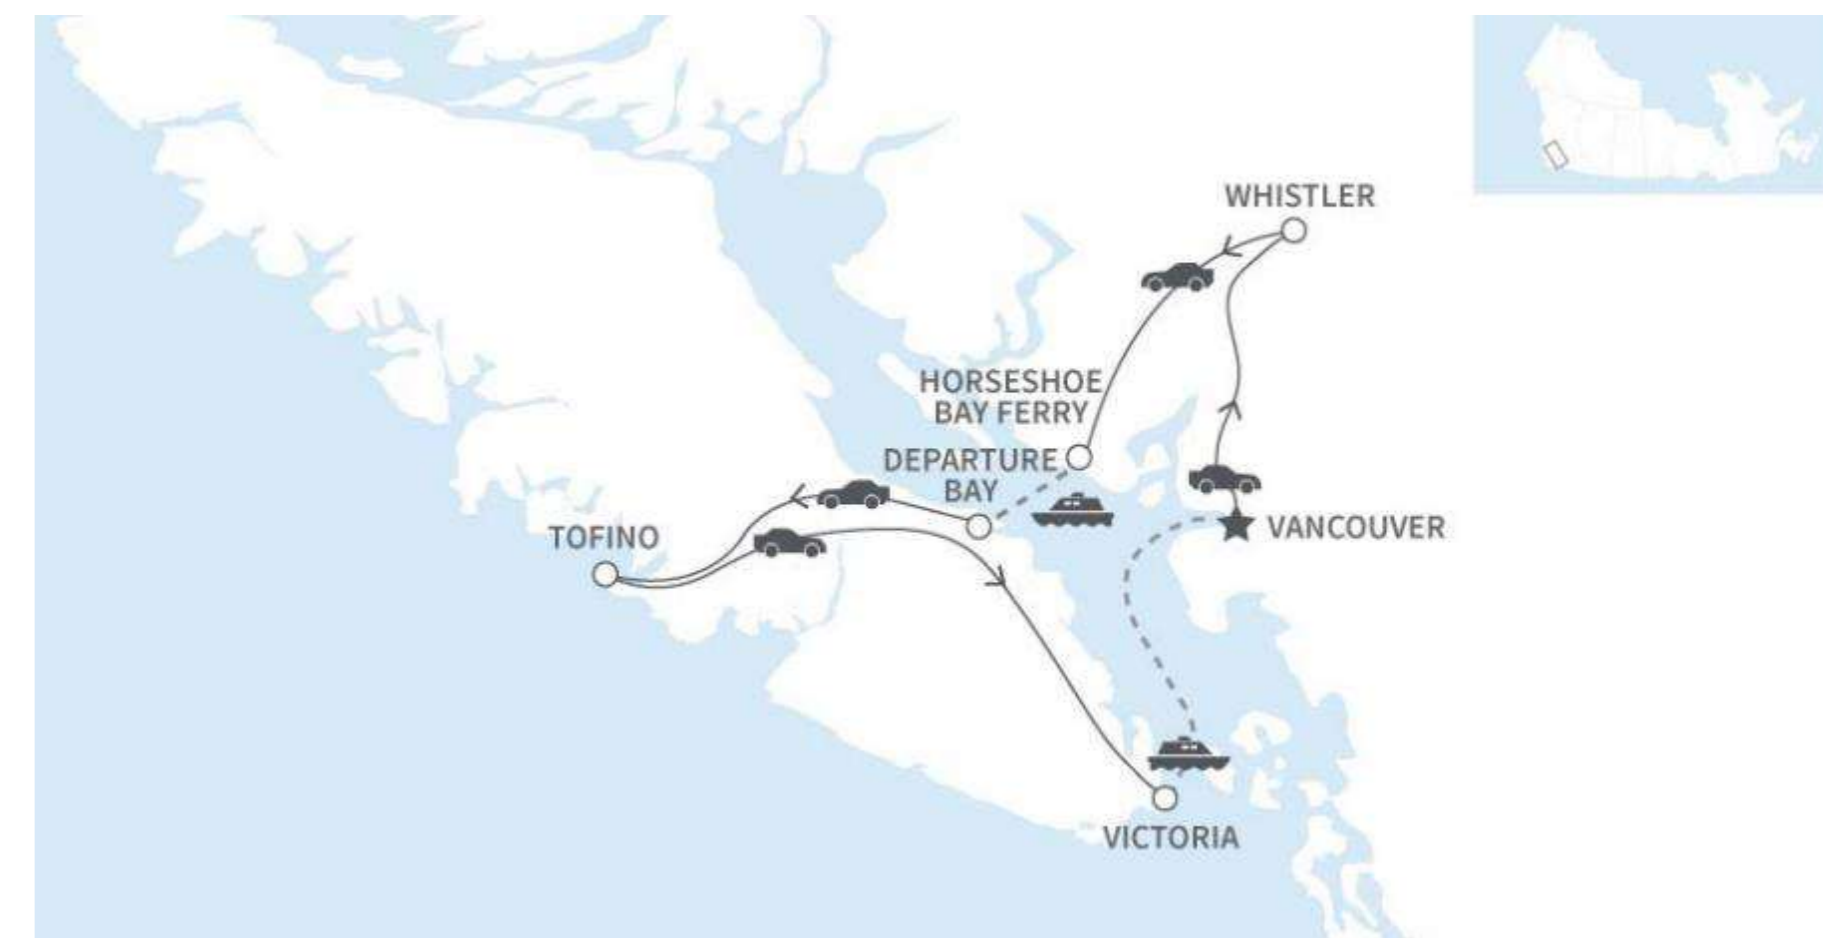 WHISTLER
HORSESHOE
BAY FERRY
DEPARTURE
BAY
TOFINO
VANCOUVER
VICTORIA